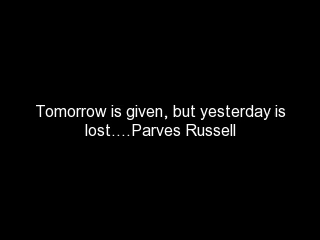 Tomorrow is given, but yesterday is
lost....Parves Russell